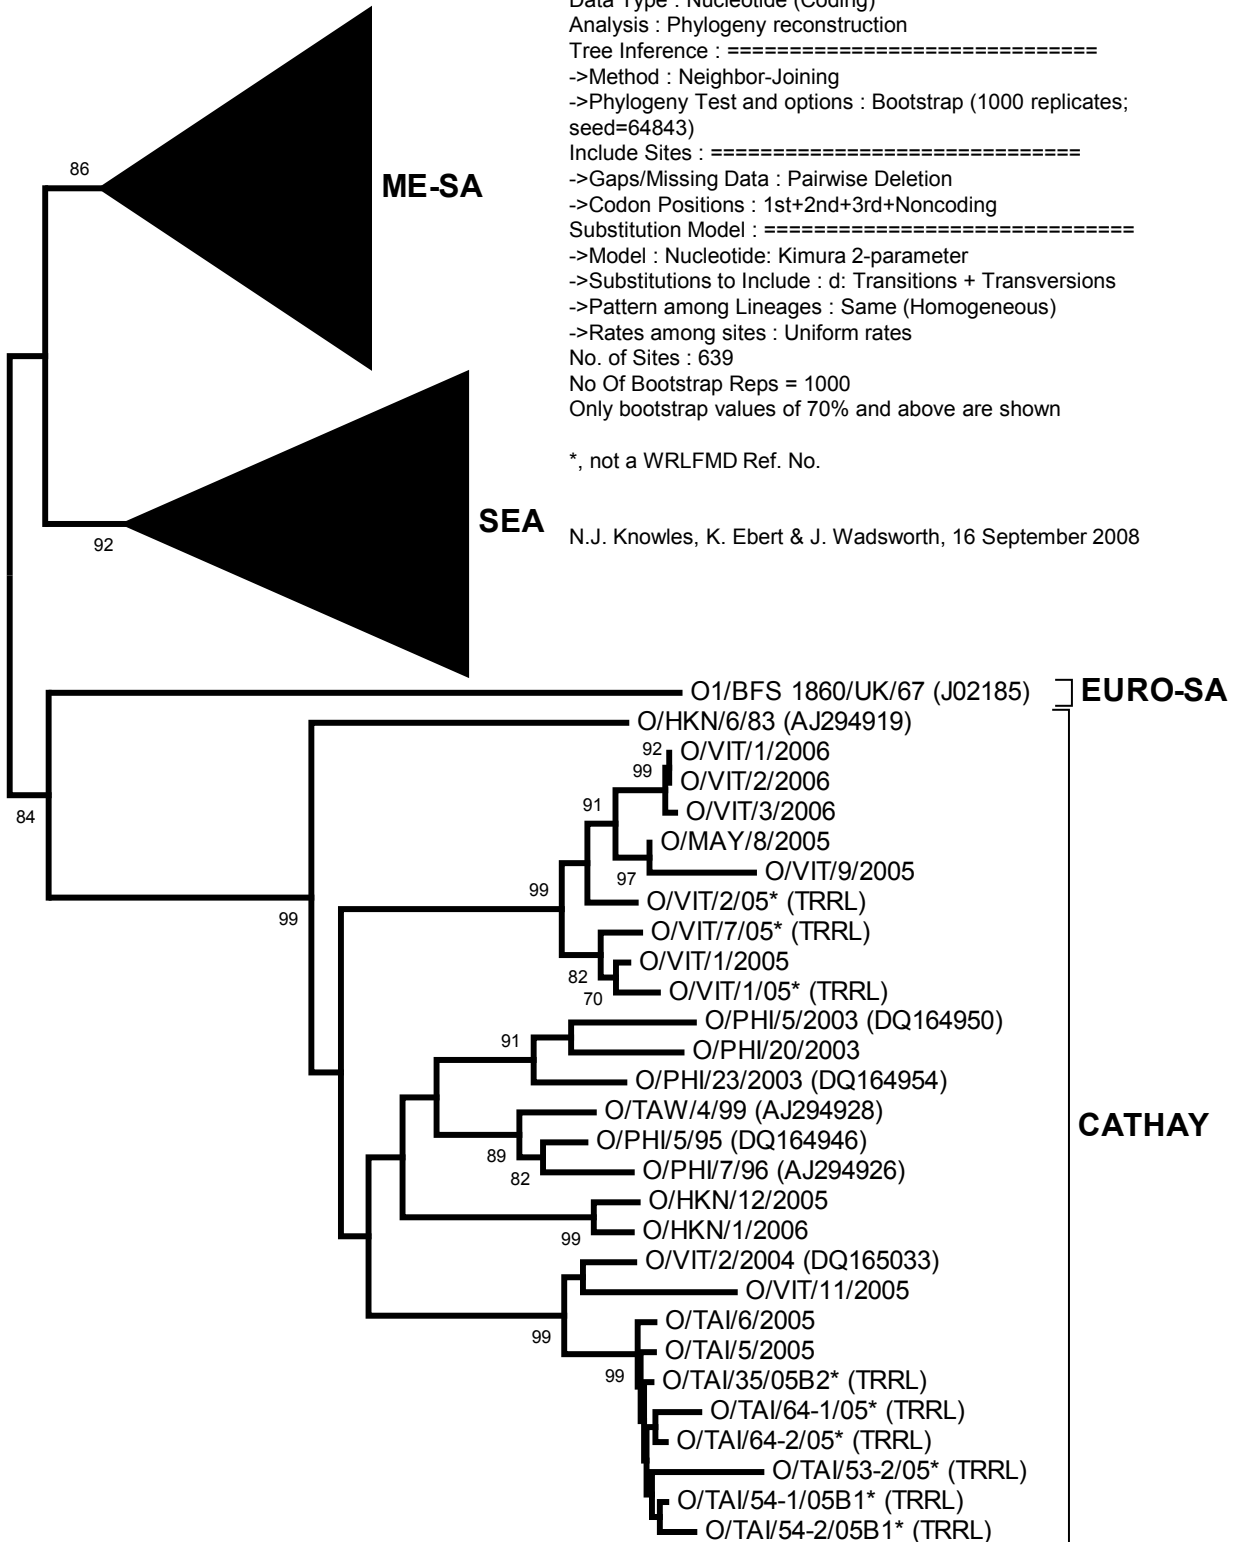 Data Type : Nucleotide (Coding)
Analysis : Phylogeny reconstruction
Tree Inference : ==============================
->Method : Neighbor-Joining
->Phylogeny Test and options : Bootstrap (1000 replicates;
seed=64843)
Include Sites : ==============================
->Gaps/Missing Data : Pairwise Deletion
->Codon Positions : 1st+2nd+3rd+Noncoding
Substitution Model : ==============================
->Model : Nucleotide: Kimura 2-parameter
->Substitutions to Include : d: Transitions + Transversions
->Pattern among Lineages : Same (Homogeneous)
->Rates among sites : Uniform rates
No. of Sites : 639
No Of Bootstrap Reps = 1000
Only bootstrap values of 70% and above are shown
*, not a WRLFMD Ref. No.
N.J. Knowles, K. Ebert & J. Wadsworth, 16 September 2008
86
ME-SA
SEA
92
O1/BFS 1860/UK/67 (J02185)
EURO-SA
O/HKN/6/83 (AJ294919)
92
O/VIT/1/2006
99
O/VIT/2/2006
91
O/VIT/3/2006
84
O/MAY/8/2005
97
O/VIT/9/2005
99
O/VIT/2/05* (TRRL)
99
O/VIT/7/05* (TRRL)
O/VIT/1/2005
82
O/VIT/1/05* (TRRL)
70
O/PHI/5/2003 (DQ164950)
91
O/PHI/20/2003
O/PHI/23/2003 (DQ164954)
O/TAW/4/99 (AJ294928)
CATHAY
O/PHI/5/95 (DQ164946)
89
O/PHI/7/96 (AJ294926)
82
O/HKN/12/2005
O/HKN/1/2006
99
O/VIT/2/2004 (DQ165033)
O/VIT/11/2005
O/TAI/6/2005
99
O/TAI/5/2005
99
O/TAI/35/05B2* (TRRL)
O/TAI/64-1/05* (TRRL)
O/TAI/64-2/05* (TRRL)
O/TAI/53-2/05* (TRRL)
O/TAI/54-1/05B1* (TRRL)
O/TAI/54-2/05B1* (TRRL)